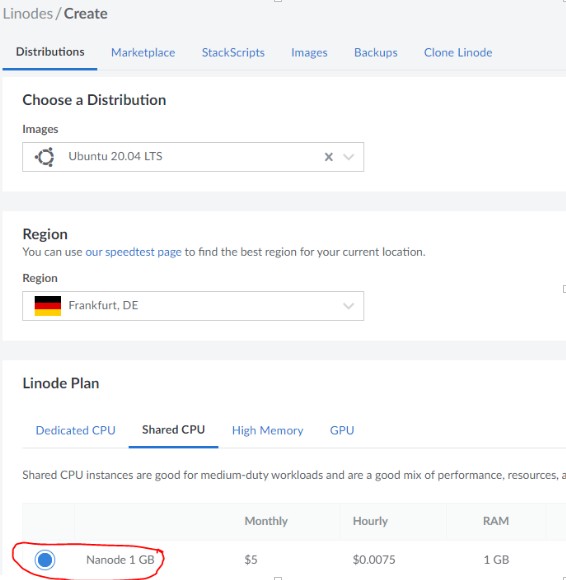 Linodes / Create
Distributions Marketplace StackScripts Images Backups Clone Linode
Choose a Distribution
Images
Ubuntu 20.04 LTS
Region
You can use our speedtest page to find the best region for your current location.
Region
Frankfurt, DE
Linode Plan
Dedicated CPU Shared CPU High Memory GPU
Shared CPU instances are good for medium-duty workloads and are a good mix of performance, resources, a
Monthly Hourly RAM
Nanode 1 GB $5 $0.0075 1 GB